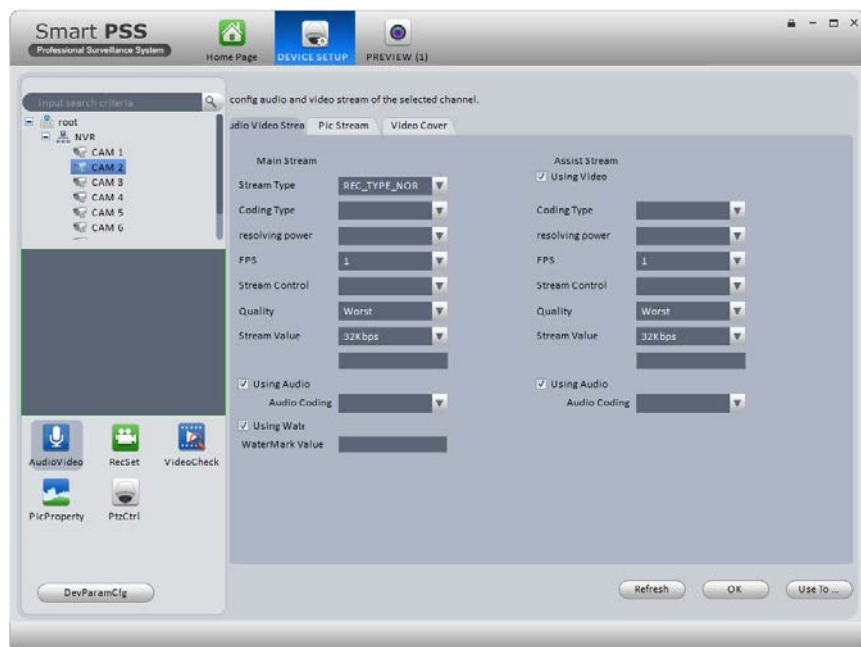 Smart PSS
Professional Surveillance System
Home Page
DEVICE SETUP
PREVIEW (1)
Input search criteria
root
NVR
CAM 1
CAM 2
CAM 3
CAM 4
CAM 5
CAM 6
AudioVideo
RecSet
VideoCheck
PicProperty
PtzCtrl
DevParamCfg
config audio and video stream of the selected channel.
udio Video Strea
Pic Stream
Video Cover
Main Stream
Stream Type REC_TYPE_NOR
Coding Type
resolving power
FPS 1
Stream Control
Quality Worst
Stream Value 32Kbps
Using Audio
Audio Coding
Using Wate
WaterMark Value
Assist Stream
Using Video
Coding Type
resolving power
FPS 1
Stream Control
Quality Worst
Stream Value 32Kbps
Using Audio
Audio Coding
Refresh
OK
Use To ...